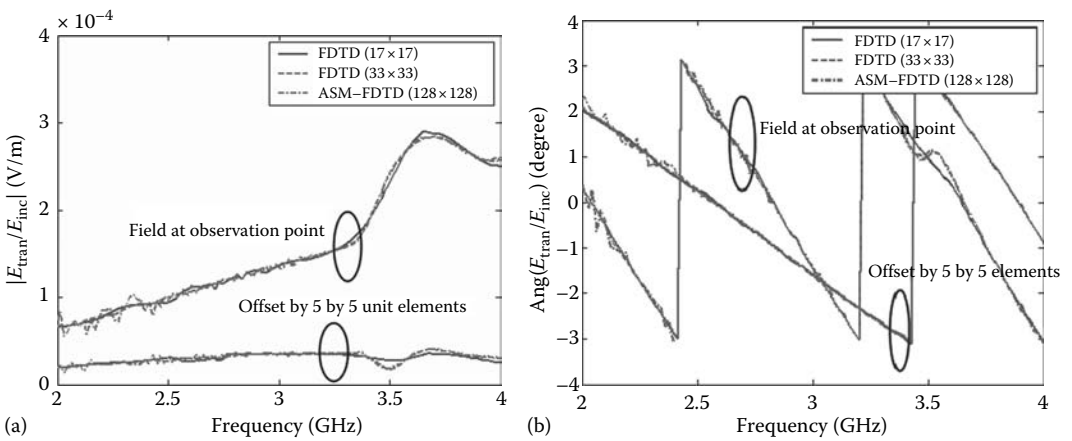 × 10⁻⁴
4
3
2
1
0
2
2.5
3
3.5
4
|E_tran/E_inc| (V/m)
Frequency (GHz)
FDTD (17×17)
FDTD (33×33)
ASM–FDTD (128×128)
Field at observation point
Offset by 5 by 5 unit elements
(a)
4
3
2
1
0
−1
−2
−3
−4
2
2.5
3
3.5
4
Ang(E_tran/E_inc) (degree)
Frequency (GHz)
FDTD (17×17)
FDTD (33×33)
ASM–FDTD (128×128)
Field at observation point
Offset by 5 by 5 elements
(b)